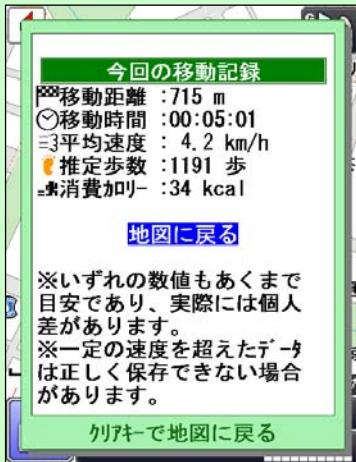 今回の移動記録
移動距離 :715 m
移動時間 :00:05:01
平均速度 : 4.2 km/h
推定歩数 :1191 歩
消費ｶﾛﾘｰ :34 kcal
地図に戻る
※いずれの数値もあくまで
目安であり、実際には個人
差があります。
※一定の速度を超えたﾃﾞｰﾀ
は正しく保存できない場合
があります。
ｸﾘｱｷｰで地図に戻る